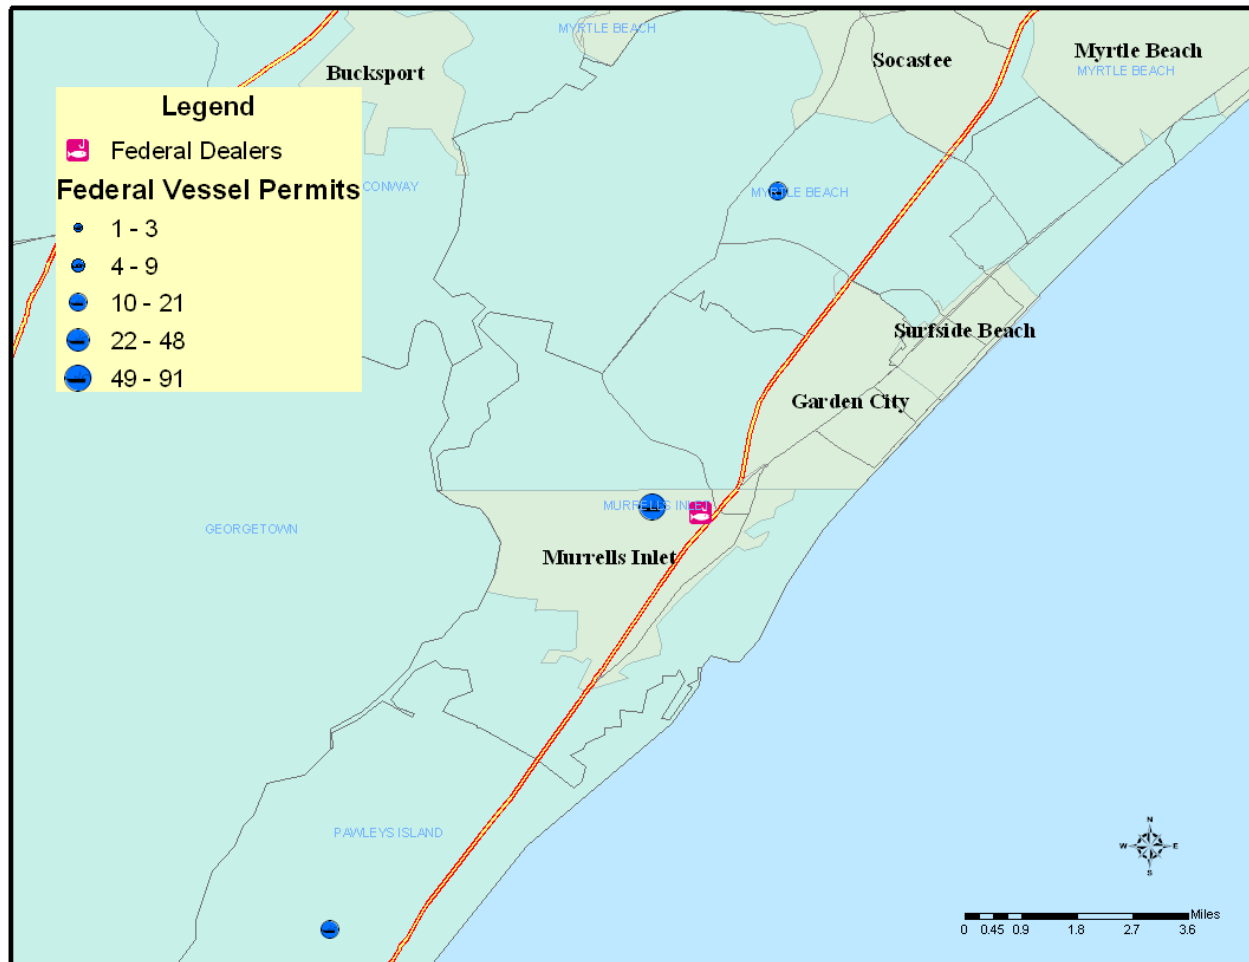 MYRTLE BEACH
Socastee
Myrtle Beach
MYRTLE BEACH
Bucksport
Legend
Federal Dealers
Federal Vessel Permits
1 - 3
4 - 9
10 - 21
22 - 48
49 - 91
CONWAY
MYRTLE BEACH
Surfside Beach
Garden City
MURRELLS INLET
GEORGETOWN
Murrells Inlet
PAWLEYS ISLAND
N
W E
S
Miles
0 0.45 0.9 1.8 2.7 3.6